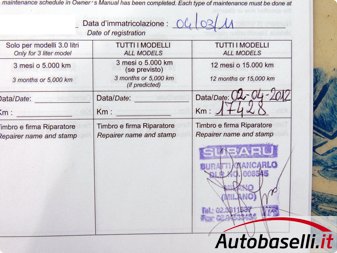 maintenance schedule in Owner's Manual has been completed. Each type of maintenance must be done at
Data d'immatricolazione : 04/03/11
Date of registration
Solo per modelli 3.0 litri
Only for 3 liter model
TUTTI I MODELLI
ALL MODELS
TUTTI I MODELLI
ALL MODELS
3 mesi o 5.000 km
3 months or 5,000 km
3 mesi o 5.000 km
(se previsto)
3 months or 5,000 km
(if predicted)
12 mesi o 15.000 km
12 months or 15,000 km
Data/Date:
Km :
Data/Date:
Km :
Data/Date: 02-04-2012
Km : 17428
Timbro e firma Riparatore
Repairer name and stamp
Timbro e firma Riparatore
Repairer name and stamp
Timbro e firma Riparatore
Repairer name and stamp
SUBARU
GIANCARLO
(MILANO)
Autobaselli.it